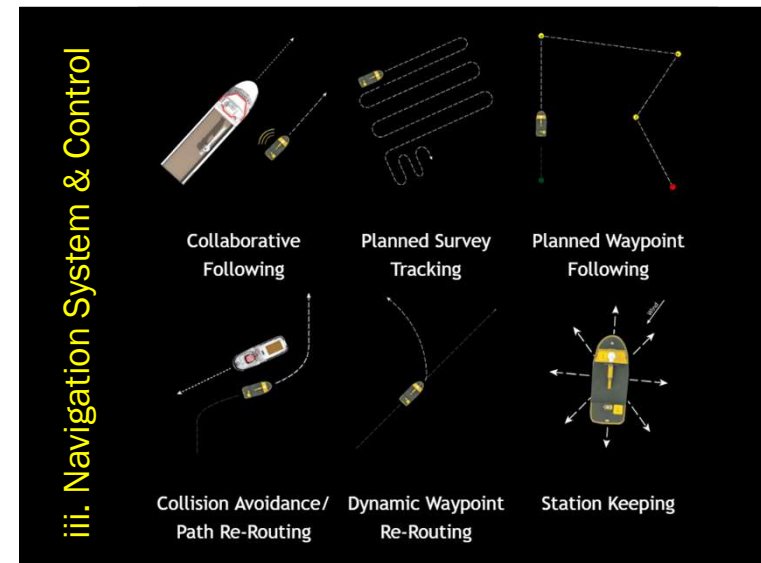 iii. Navigation System & Control
Collaborative
Following
Planned Survey
Tracking
Planned Waypoint
Following
Wind
Collision Avoidance/
Path Re-Routing
Dynamic Waypoint
Re-Routing
Station Keeping